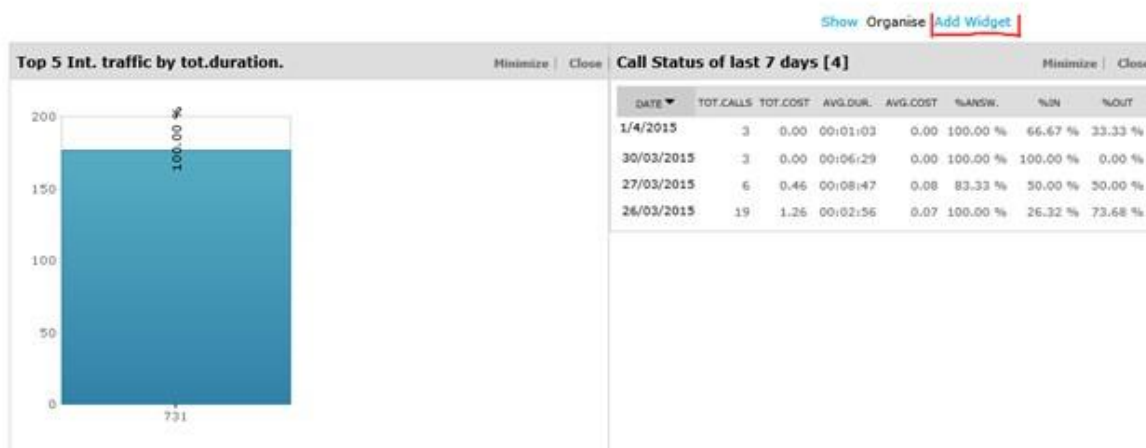 Show Organise Add Widget
Top 5 Int. traffic by tot.duration. Minimize | Close
200
150
100
50
0
100.00 %
731
Call Status of last 7 days [4] Minimize | Close
DATE TOT.CALLS TOT.COST AVG.DUR. AVG.COST %ANSW. %IN %OUT
1/4/2015 3 0.00 00:01:03 0.00 100.00 % 66.67 % 33.33 %
30/03/2015 3 0.00 00:06:29 0.00 100.00 % 100.00 % 0.00 %
27/03/2015 6 0.46 00:08:47 0.08 83.33 % 50.00 % 50.00 %
26/03/2015 19 1.26 00:02:56 0.07 100.00 % 26.32 % 73.68 %